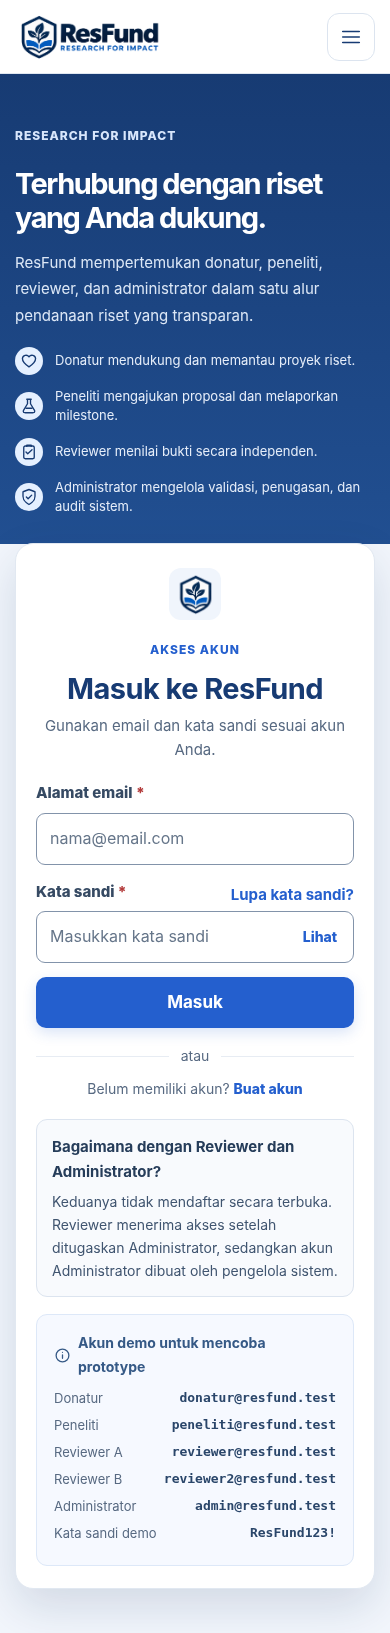 ResFund
RESEARCH FOR IMPACT
RESEARCH FOR IMPACT
Terhubung dengan riset
yang Anda dukung.
ResFund mempertemukan donatur, peneliti,
reviewer, dan administrator dalam satu alur
pendanaan riset yang transparan.
Donatur mendukung dan memantau proyek riset.
Peneliti mengajukan proposal dan melaporkan
milestone.
Reviewer menilai bukti secara independen.
Administrator mengelola validasi, penugasan, dan
audit sistem.
AKSES AKUN
Masuk ke ResFund
Gunakan email dan kata sandi sesuai akun
Anda.
Alamat email *
nama@email.com
Kata sandi * Lupa kata sandi?
Masukkan kata sandi Lihat
Masuk
atau
Belum memiliki akun? Buat akun
Bagaimana dengan Reviewer dan
Administrator?
Keduanya tidak mendaftar secara terbuka.
Reviewer menerima akses setelah
ditugaskan Administrator, sedangkan akun
Administrator dibuat oleh pengelola sistem.
Akun demo untuk mencoba
prototype
Donatur donatur@resfund.test
Peneliti peneliti@resfund.test
Reviewer A reviewer@resfund.test
Reviewer B reviewer2@resfund.test
Administrator admin@resfund.test
Kata sandi demo ResFund123!